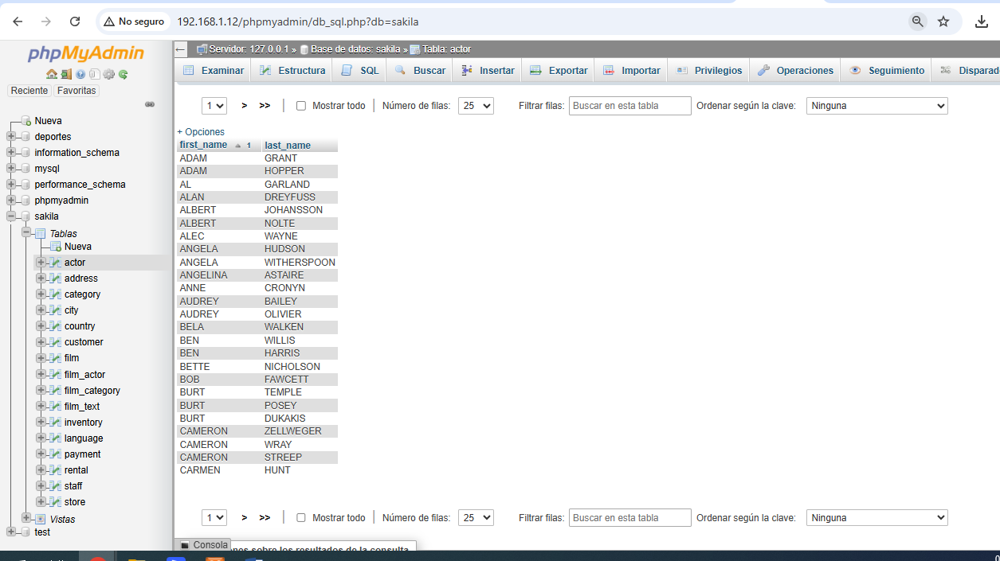 No seguro 192.168.1.12/phpmyadmin/db_sql.php?db=sakila
phpMyAdmin
Reciente Favoritas
Nueva
deportes
information_schema
mysql
performance_schema
phpmyadmin
sakila
Tablas
Nueva
actor
address
category
city
country
customer
film
film_actor
film_category
film_text
inventory
language
payment
rental
staff
store
Vistas
test
Servidor: 127.0.0.1 » Base de datos: sakila » Tabla: actor
Examinar Estructura SQL Buscar Insertar Exportar Importar Privilegios Operaciones Seguimiento Disparad
1 > >> Mostrar todo Número de filas: 25 Filtrar filas: Buscar en esta tabla Ordenar según la clave: Ninguna
+ Opciones
first_name 1 last_name
ADAM GRANT
ADAM HOPPER
AL GARLAND
ALAN DREYFUSS
ALBERT JOHANSSON
ALBERT NOLTE
ALEC WAYNE
ANGELA HUDSON
ANGELA WITHERSPOON
ANGELINA ASTAIRE
ANNE CRONYN
AUDREY BAILEY
AUDREY OLIVIER
BELA WALKEN
BEN WILLIS
BEN HARRIS
BETTE NICHOLSON
BOB FAWCETT
BURT TEMPLE
BURT POSEY
BURT DUKAKIS
CAMERON ZELLWEGER
CAMERON WRAY
CAMERON STREEP
CARMEN HUNT
1 > >> Mostrar todo Número de filas: 25 Filtrar filas: Buscar en esta tabla Ordenar según la clave: Ninguna
Consola nes sobre los resultados de la consulta